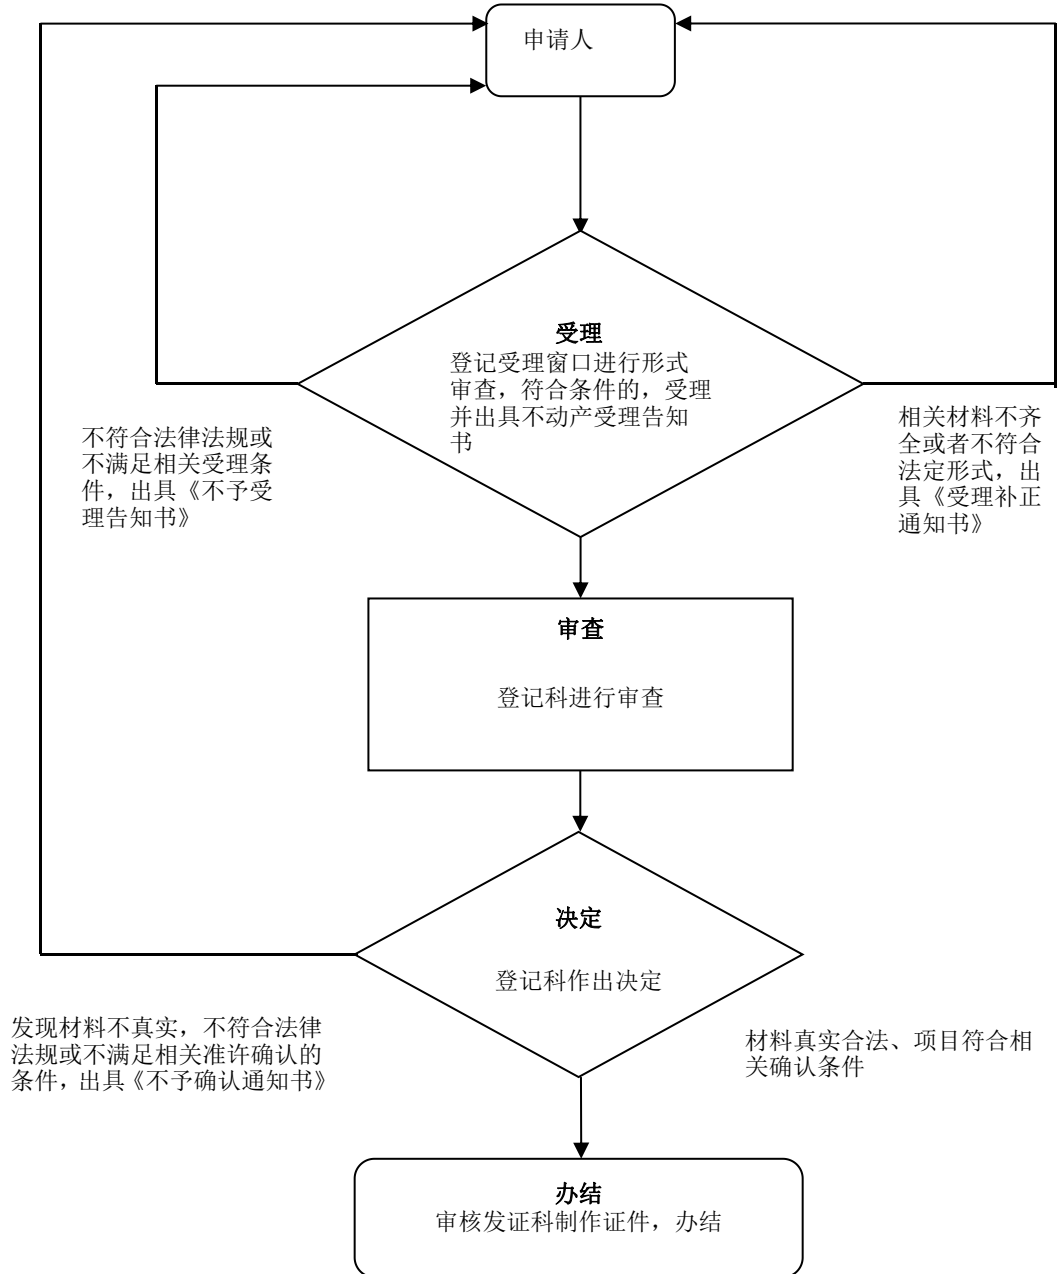 申请人
受理
登记受理窗口进行形式
审查，符合条件的，受理
并出具不动产受理告知
书
不符合法律法规或
不满足相关受理条
件，出具《不予受
理告知书》
相关材料不齐
全或者不符合
法定形式，出
具《受理补正
通知书》
审查
登记科进行审查
决定
登记科作出决定
发现材料不真实，不符合法律
法规或不满足相关准许确认的
条件，出具《不予确认通知书》
材料真实合法、项目符合相
关确认条件
办结
审核发证科制作证件，办结